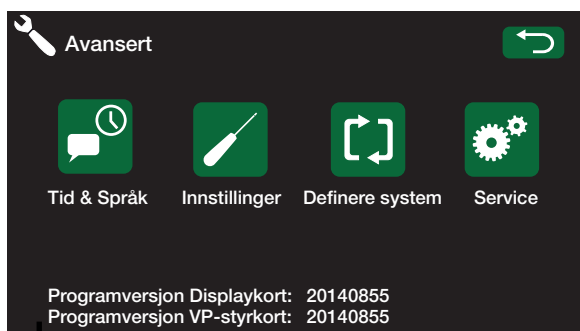 Avansert
Tid & Språk Innstillinger Definere system Service
Programversjon Displaykort: 20140855
Programversjon VP-styrkort: 20140855